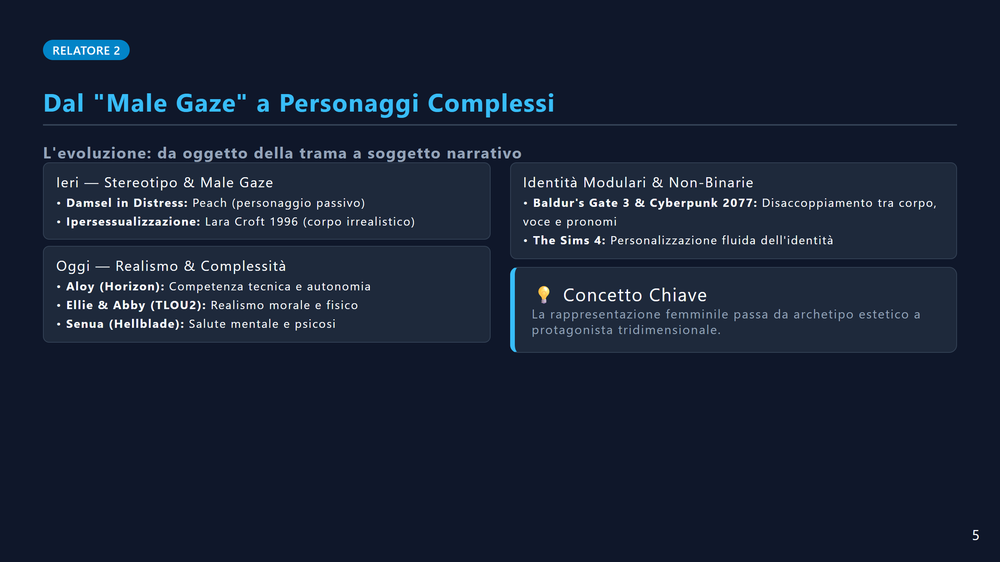 RELATORE 2
Dal "Male Gaze" a Personaggi Complessi
L'evoluzione: da oggetto della trama a soggetto narrativo
Ieri — Stereotipo & Male Gaze
• Damsel in Distress: Peach (personaggio passivo)
• Ipersessualizzazione: Lara Croft 1996 (corpo irrealistico)
Oggi — Realismo & Complessità
• Aloy (Horizon): Competenza tecnica e autonomia
• Ellie & Abby (TLOU2): Realismo morale e fisico
• Senua (Hellblade): Salute mentale e psicosi
Identità Modulari & Non-Binarie
• Baldur's Gate 3 & Cyberpunk 2077: Disaccoppiamento tra corpo,
voce e pronomi
• The Sims 4: Personalizzazione fluida dell'identità
💡 Concetto Chiave
La rappresentazione femminile passa da archetipo estetico a
protagonista tridimensionale.
5